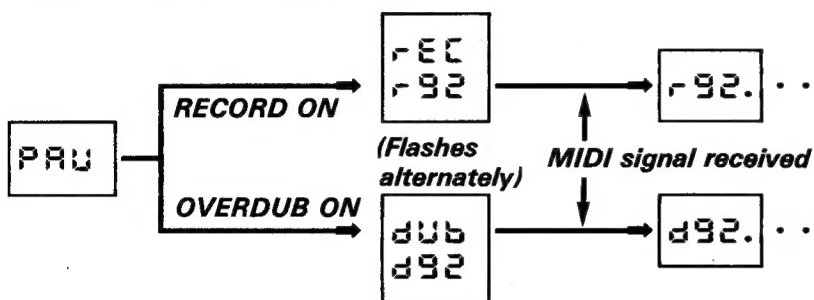 PAU
RECORD ON
rEC
r92
r92. . .
(Flashes
alternately)
MIDI signal received
OVERDUB ON
dUb
d92
d92. . .